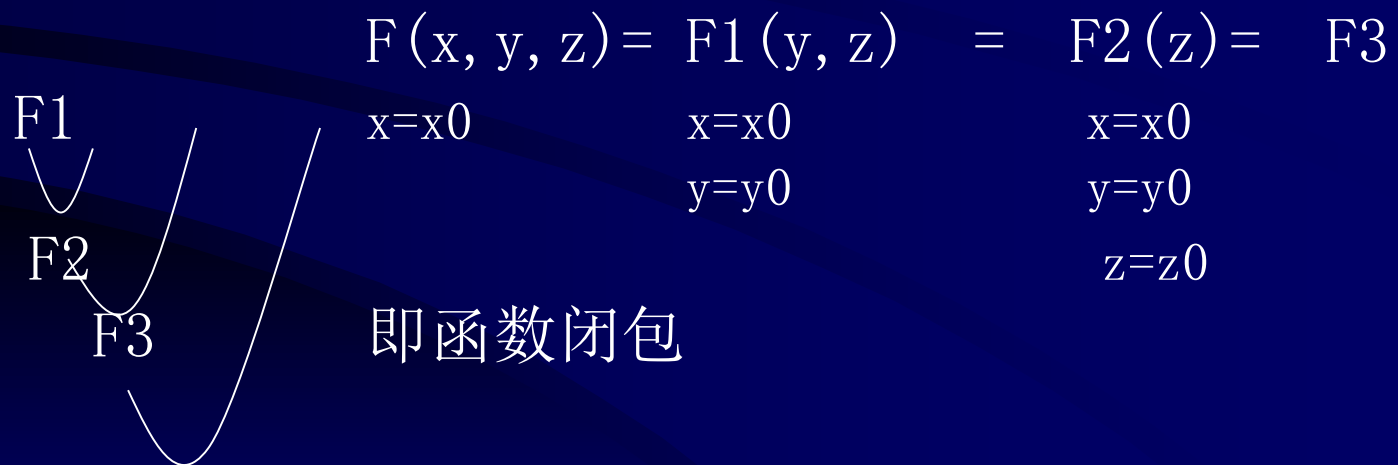 F(x,y,z)= F1(y,z) = F2(z)= F3
F1
x=x0 x=x0 x=x0
y=y0 y=y0
F2
z=z0
F3
即函数闭包